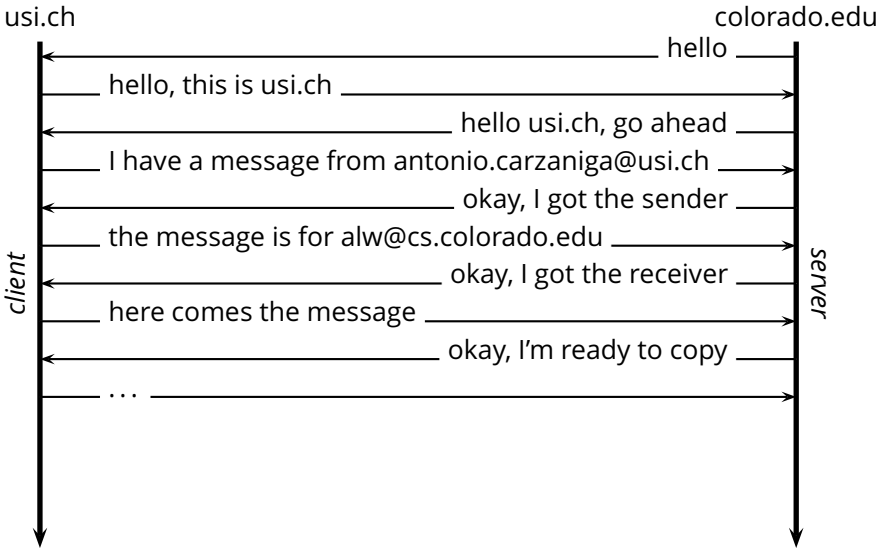 usi.ch
colorado.edu
hello
hello, this is usi.ch
hello usi.ch, go ahead
I have a message from antonio.carzaniga@usi.ch
okay, I got the sender
the message is for alw@cs.colorado.edu
okay, I got the receiver
here comes the message
okay, I’m ready to copy
. . .
client
server